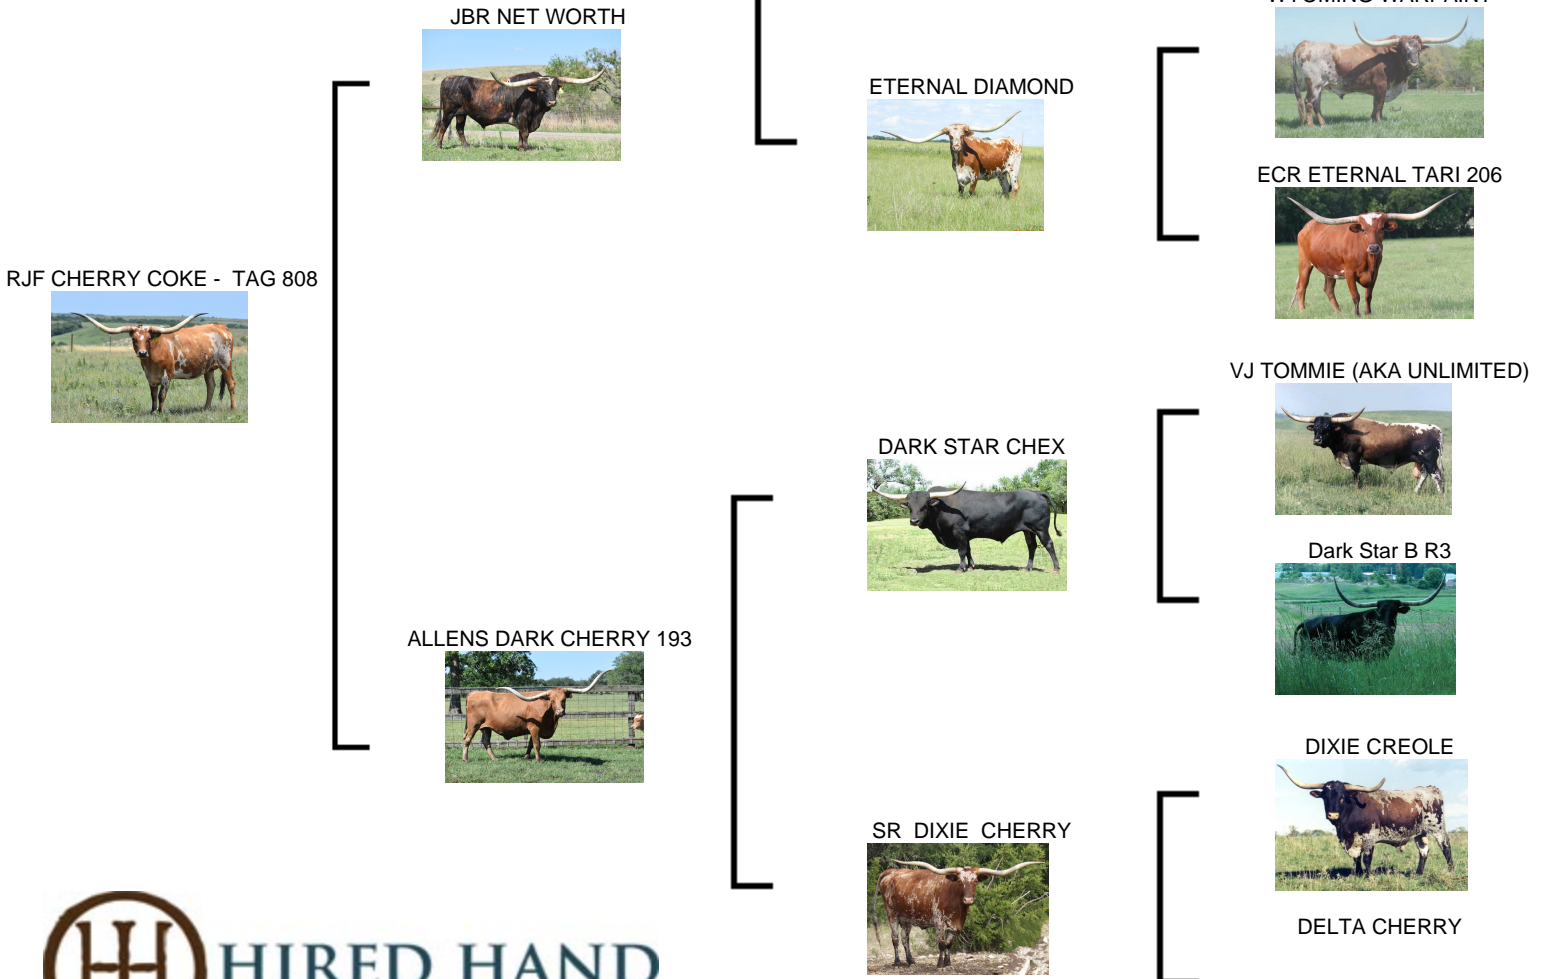 JBR NET WORTH
ETERNAL DIAMOND
ECR ETERNAL TARI 206
RJF CHERRY COKE - TAG 808
VJ TOMMIE (AKA UNLIMITED)
DARK STAR CHEX
Dark Star B R3
ALLENS DARK CHERRY 193
DIXIE CREOLE
SR DIXIE CHERRY
DELTA CHERRY
HIRED HAND